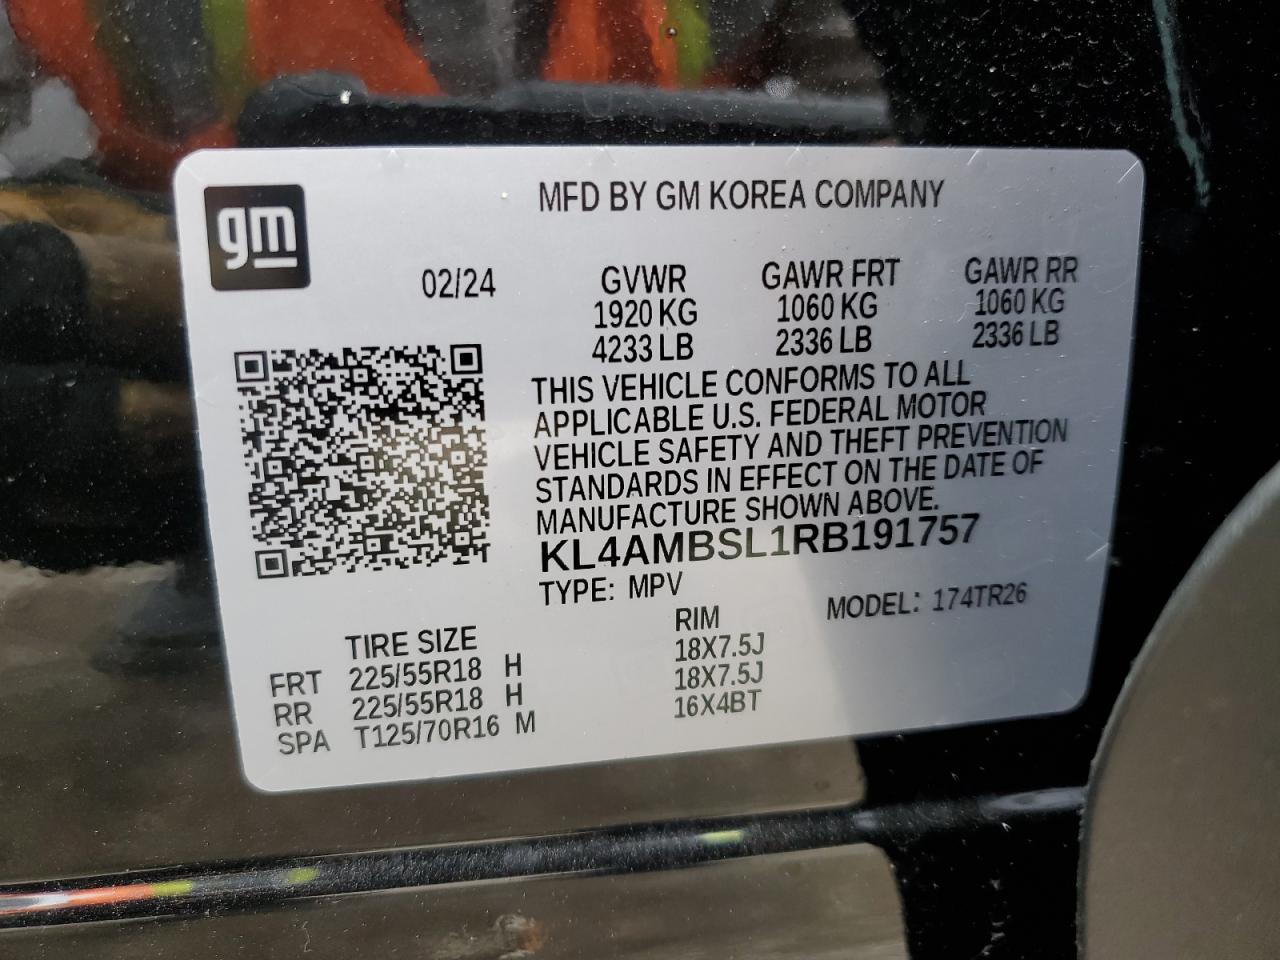 gm
MFD BY GM KOREA COMPANY
02/24
GVWR GAWR FRT GAWR RR
1920 KG 1060 KG 1060 KG
4233 LB 2336 LB 2336 LB
THIS VEHICLE CONFORMS TO ALL
APPLICABLE U.S. FEDERAL MOTOR
VEHICLE SAFETY AND THEFT PREVENTION
STANDARDS IN EFFECT ON THE DATE OF
MANUFACTURE SHOWN ABOVE.
KL4AMBSL1RB191757
TYPE: MPV MODEL: 174TR26
TIRE SIZE RIM
FRT 225/55R18 H 18X7.5J
RR 225/55R18 H 18X7.5J
SPA T125/70R16 M 16X4BT